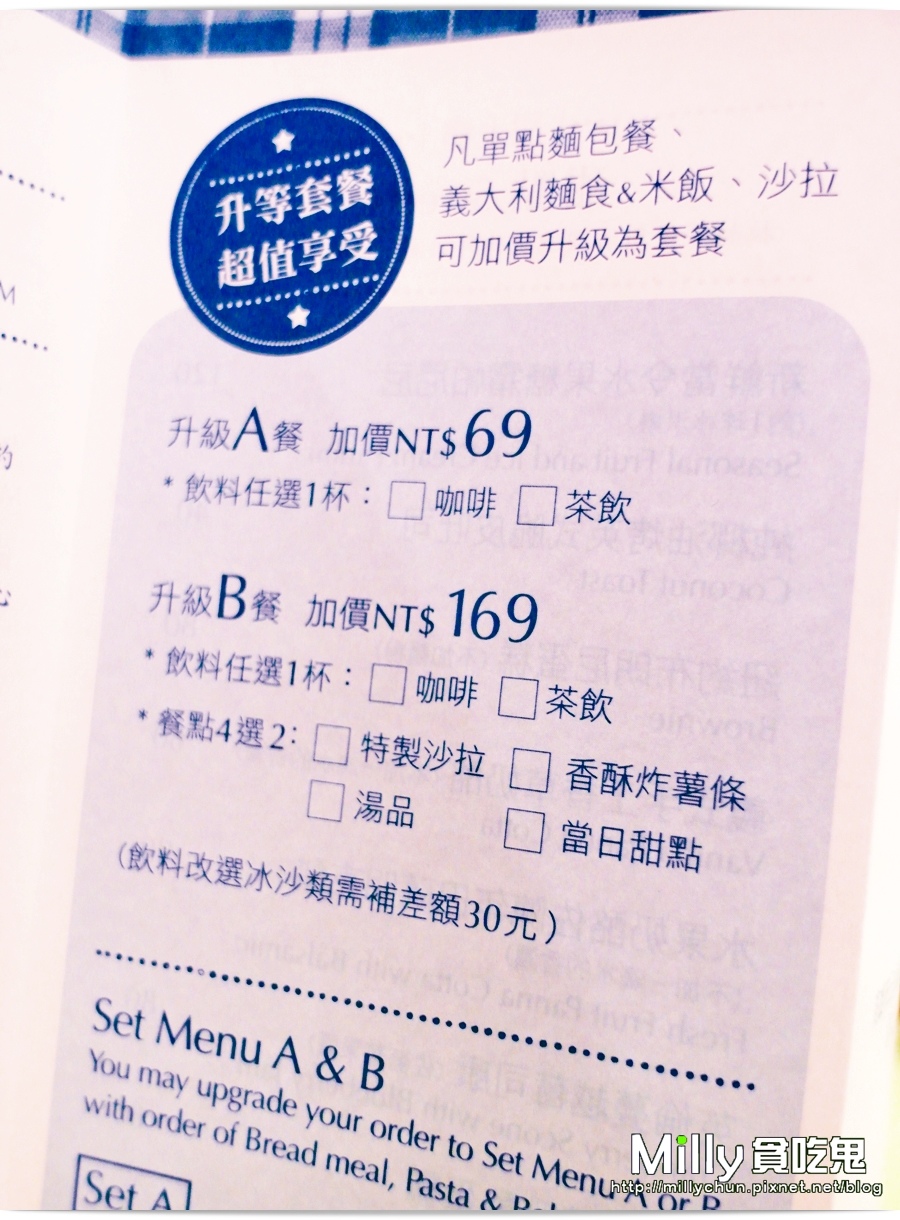 升等套餐
超值享受
凡單點麵包餐、
義大利麵食&米飯、沙拉
可加價升級為套餐
升級A餐 加價NT$69
* 飲料任選1杯：□咖啡 □茶飲
升級B餐 加價NT$169
* 飲料任選1杯：□咖啡 □茶飲
* 餐點4選2：□特製沙拉 □香酥炸薯條
□湯品 □當日甜點
(飲料改選冰沙類需補差額30元)
Set Menu A & B
You may upgrade your order to Set Menu A or B
with order of Bread meal, Pasta &
Set A
Milly 貪吃鬼
http://millychun.pixnet.net/blog